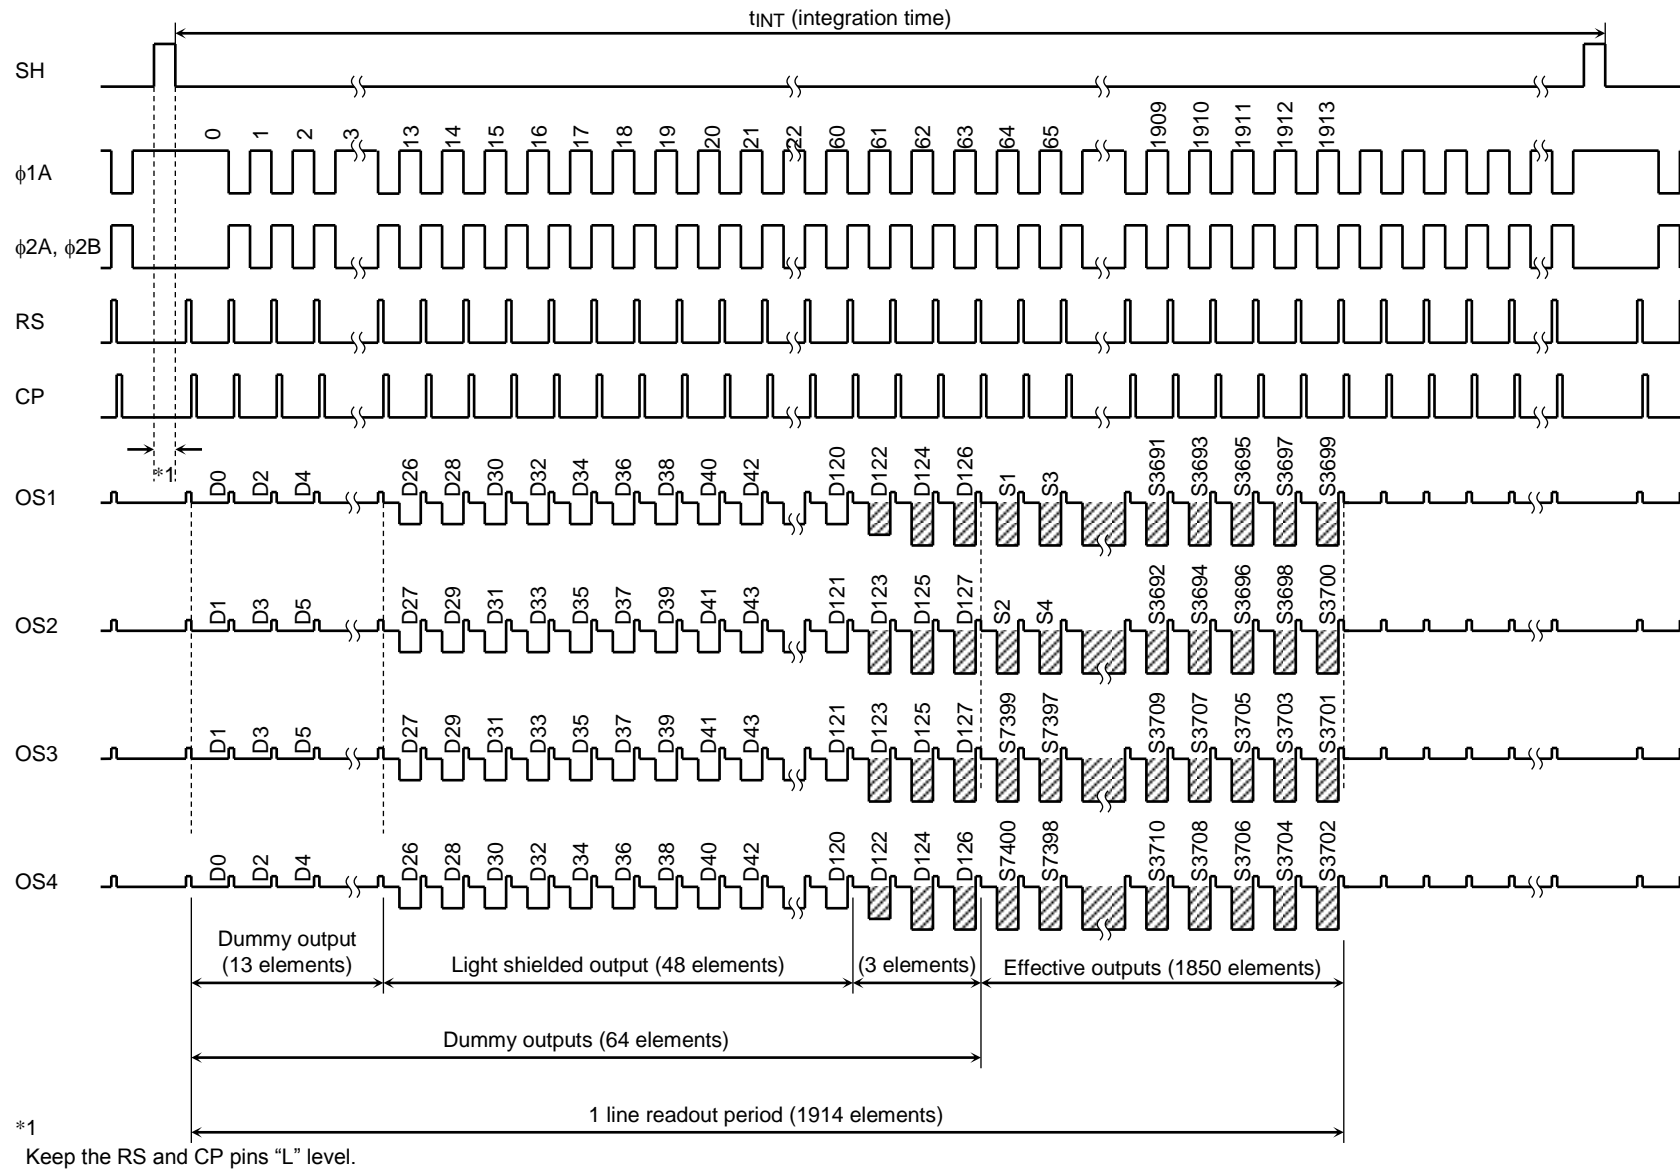 tINT (integration time)
SH
0 1 2 3 13 14 15 16 17 18 19 20 21 22 60 61 62 63 64 65 1909 1910 1911 1912 1913
ϕ1A
ϕ2A, ϕ2B
RS
CP
*1
D0 D2 D4 D26 D28 D30 D32 D34 D36 D38 D40 D42 D120 D122 D124 D126 S1 S3 S3691 S3693 S3695 S3697 S3699
OS1
D1 D3 D5 D27 D29 D31 D33 D35 D37 D39 D41 D43 D121 D123 D125 D127 S2 S4 S3692 S3694 S3696 S3698 S3700
OS2
D1 D3 D5 D27 D29 D31 D33 D35 D37 D39 D41 D43 D121 D123 D125 D127 S7399 S7397 S3709 S3707 S3705 S3703 S3701
OS3
D0 D2 D4 D26 D28 D30 D32 D34 D36 D38 D40 D42 D120 D122 D124 D126 S7400 S7398 S3710 S3708 S3706 S3704 S3702
OS4
Dummy output
(13 elements)
Light shielded output (48 elements)
(3 elements)
Effective outputs (1850 elements)
Dummy outputs (64 elements)
1 line readout period (1914 elements)
*1
Keep the RS and CP pins “L” level.